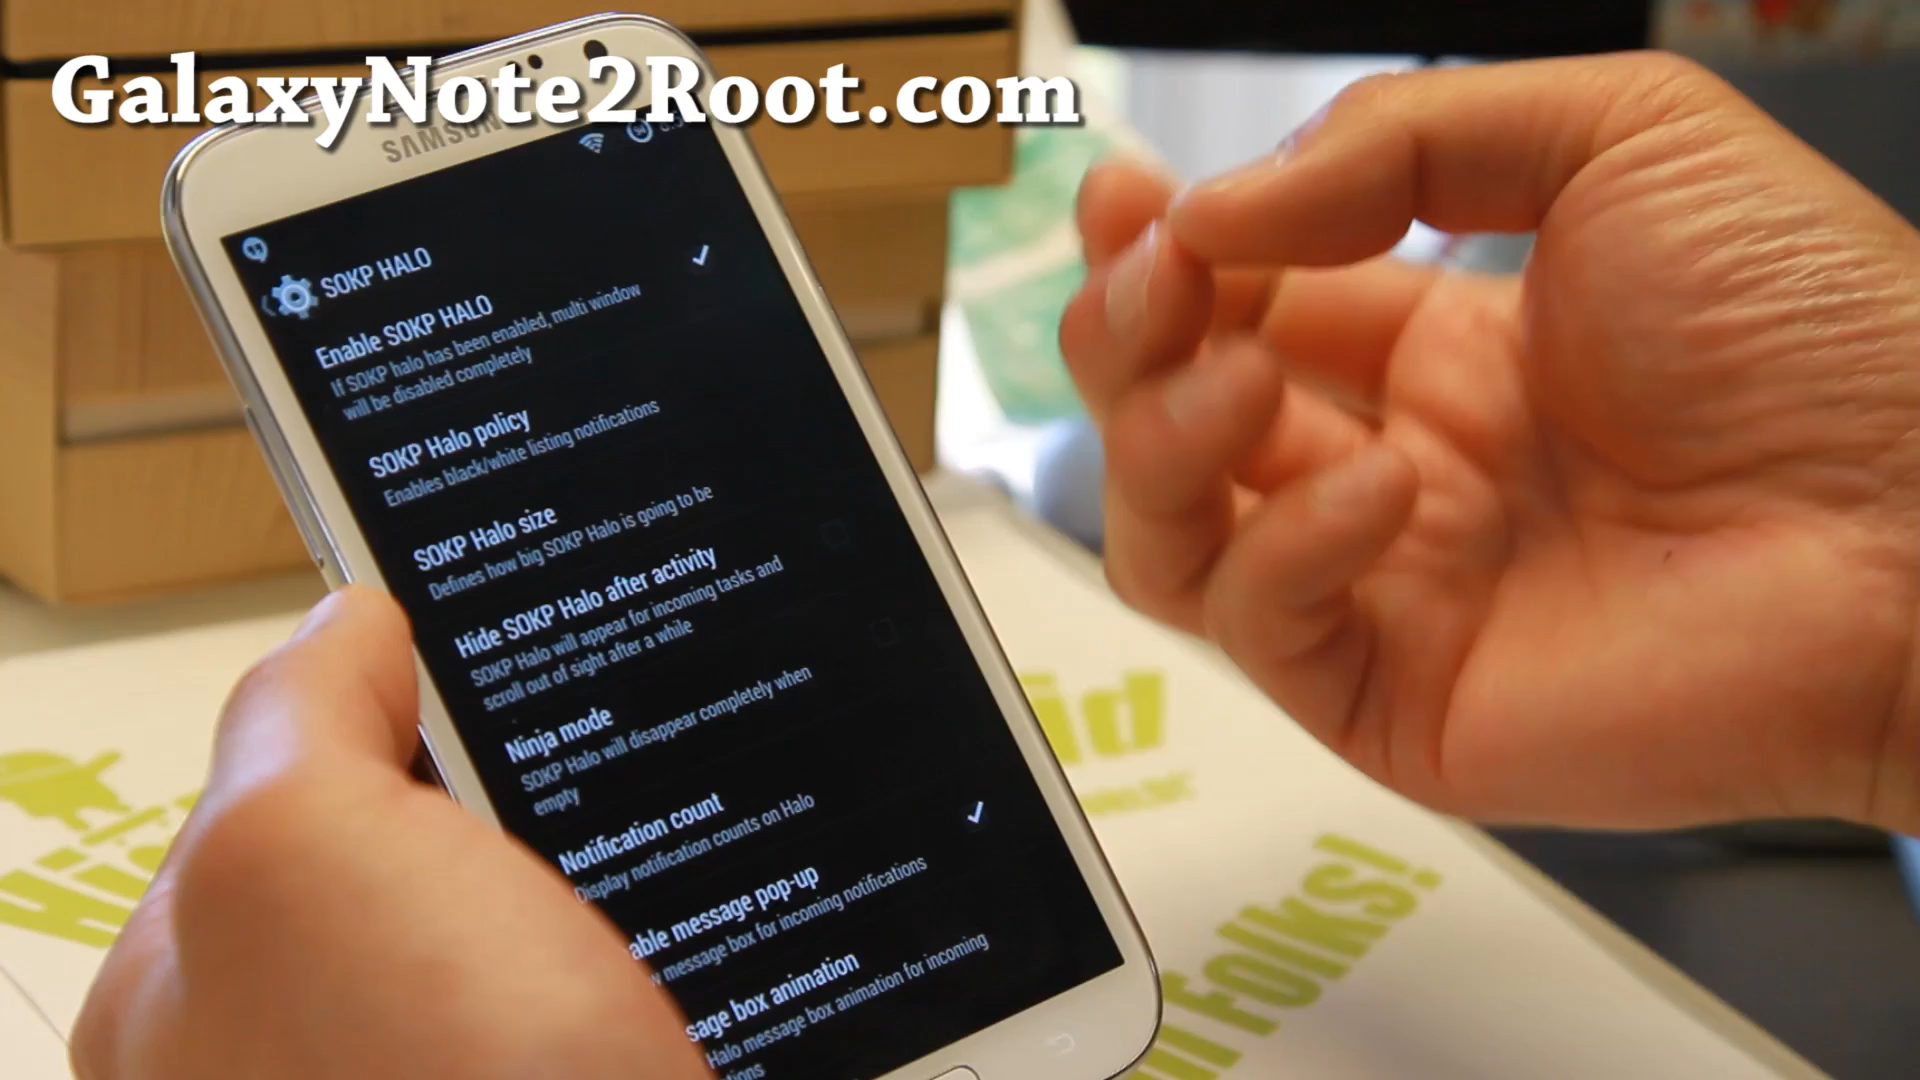 GalaxyNote2Root.com
SAMSUN
SOKP HALO
Enable SOKP HALO
If SOKP halo has been enabled, multi window
will be disabled completely
SOKP Halo policy
Enables black/white listing notifications
SOKP Halo size
Defines how big SOKP Halo is going to be
Hide SOKP Halo after activity
SOKP Halo will appear for incoming tasks and
scroll out of sight after a while
Ninja mode
SOKP Halo will disappear completely when
empty
Notification count
Display notification counts on Halo
able message pop-up
w message box for incoming notifications
sage box animation
Halo message box animation for incoming
tions
id
Folks!